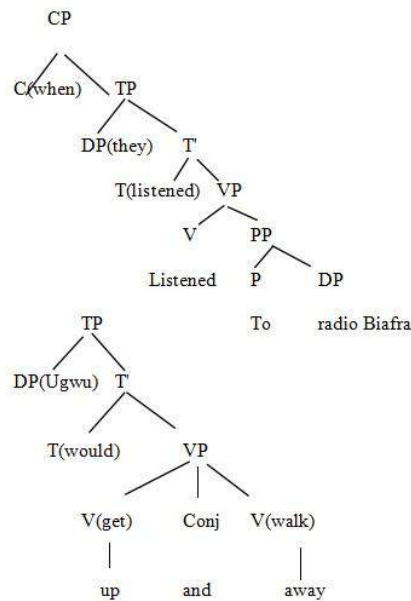 CP
C(when) TP
DP(they) T'
T(listened) VP
V PP
Listened P DP
To radio Biafra
TP
DP(Ugwu) T'
T(would) VP
V(get) Conj V(walk)
up and away